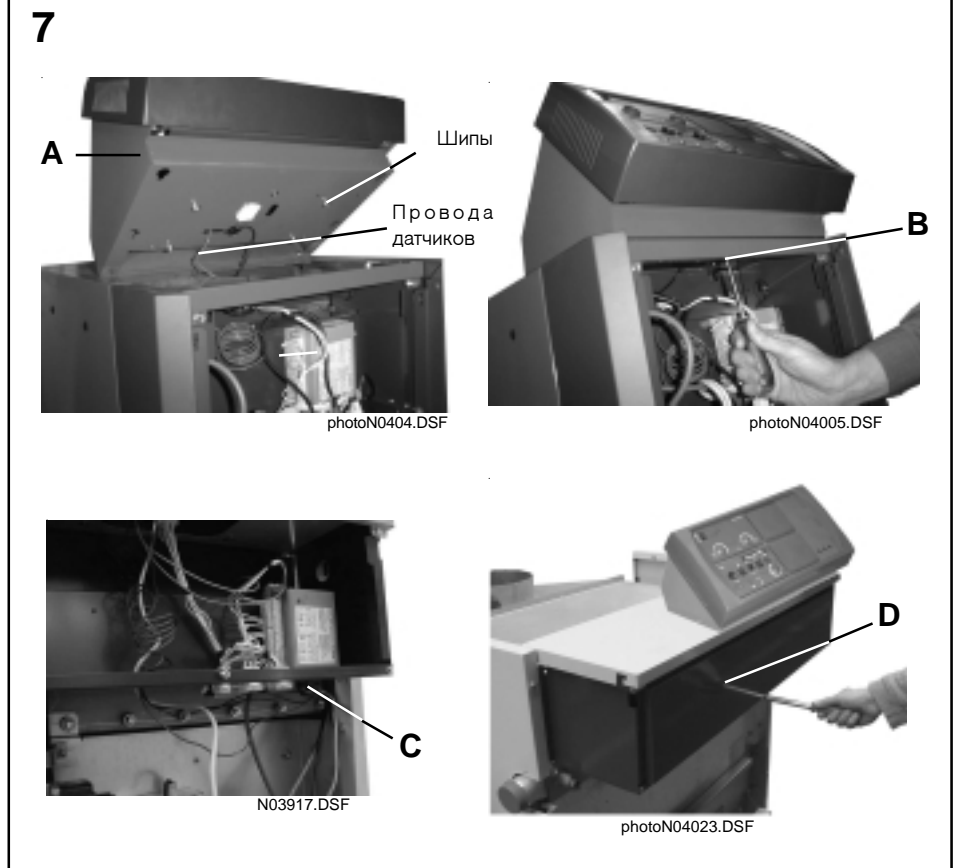 7
A
Шипы
Провода
датчиков
photoN0404.DSF
B
photoN04005.DSF
C
N03917.DSF
D
photoN04023.DSF